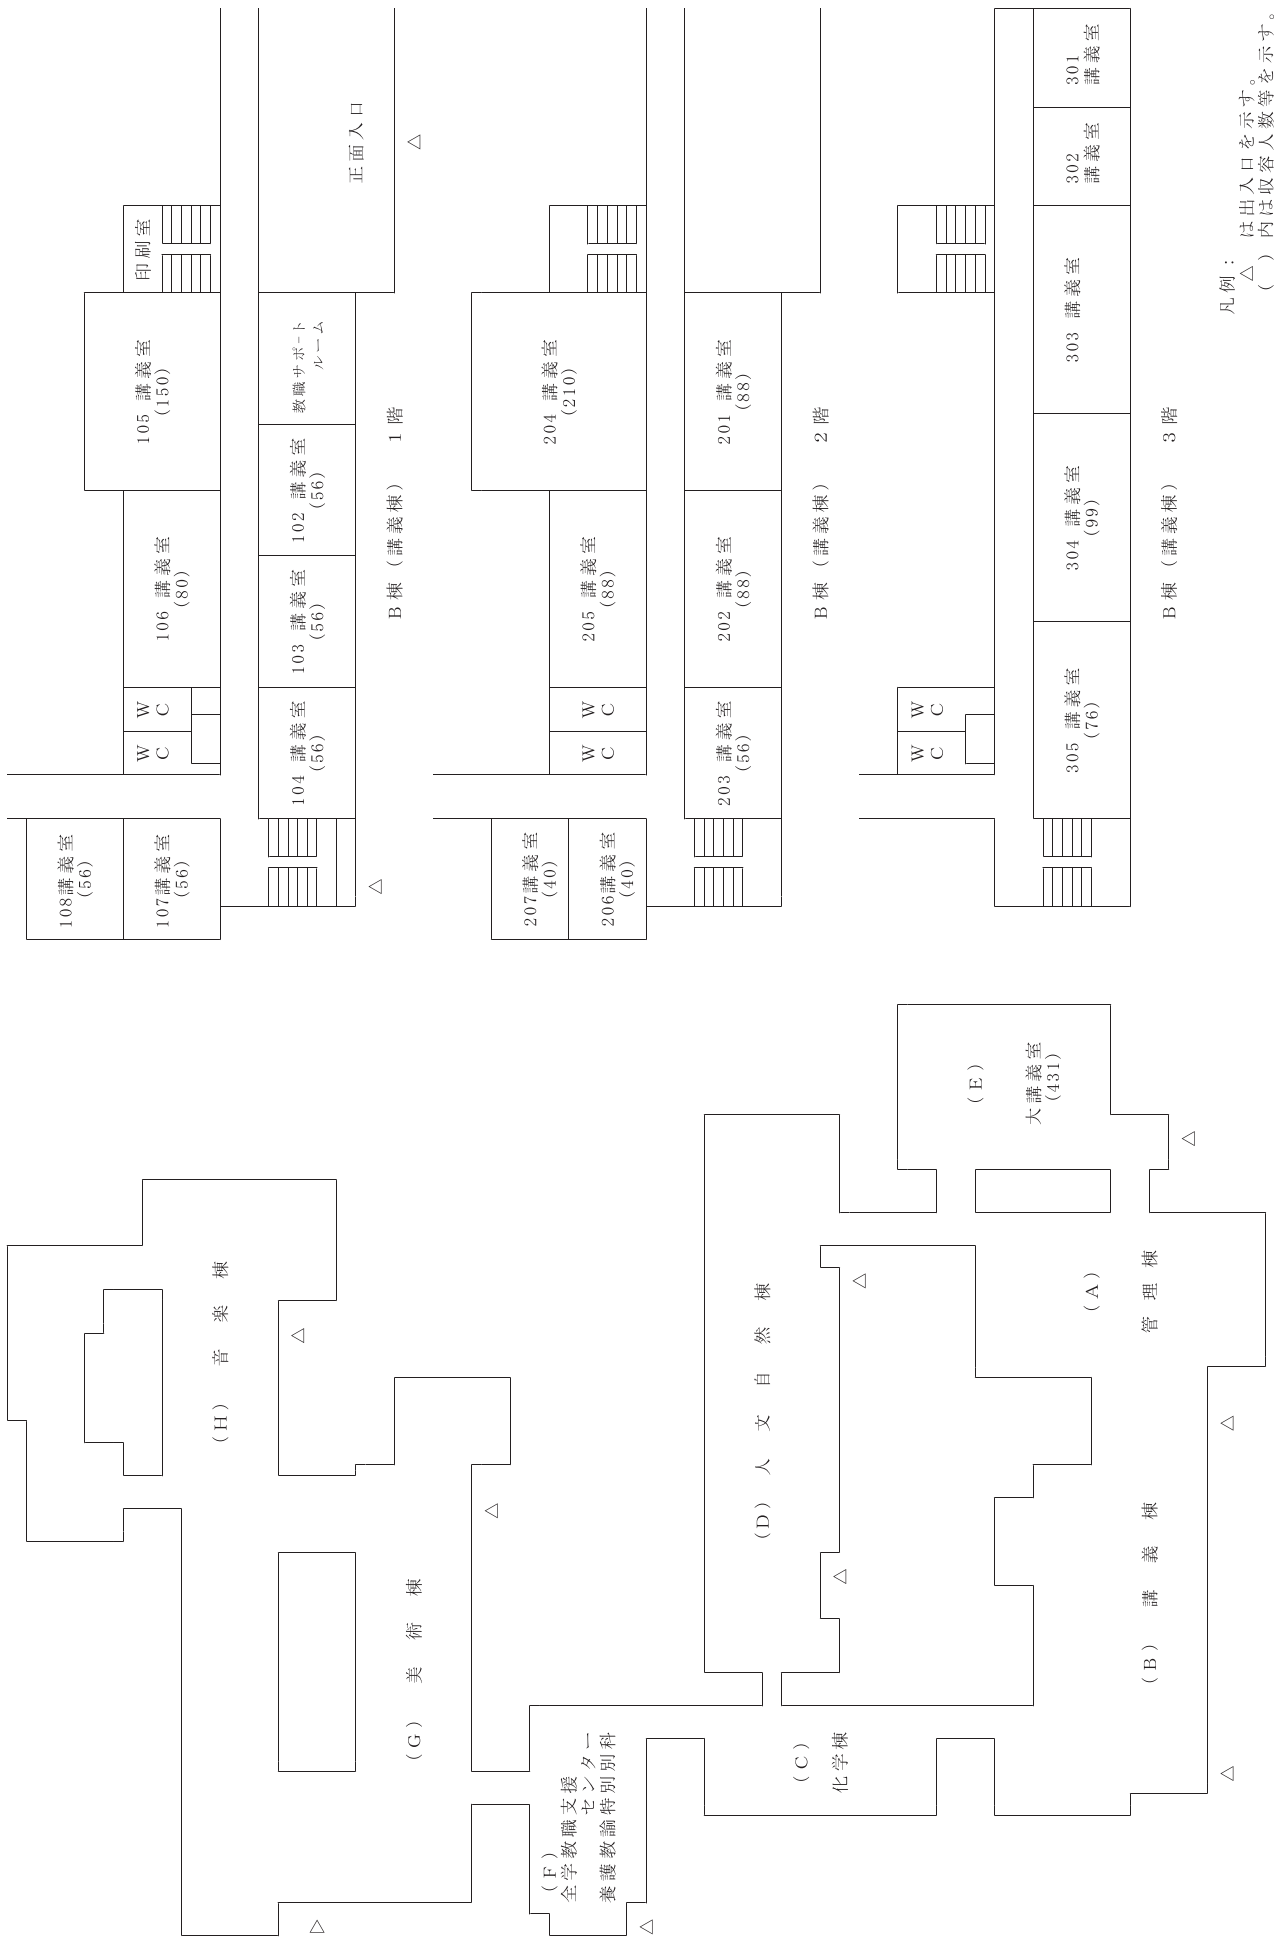 108講義室
(56)
107講義室
(56)
W
C
W
C
106 講義室
(80)
105 講義室
(150)
印刷室
104 講義室
(56)
103 講義室
(56)
102 講義室
(56)
教職サポート
ルーム
正面入口
△
△
B棟(講義棟) 1階
207講義室
(40)
206講義室
(40)
W
C
W
C
205 講義室
(88)
204 講義室
(210)
203 講義室
(56)
202 講義室
(88)
201 講義室
(88)
B棟(講義棟) 2階
W
C
W
C
305 講義室
(76)
304 講義室
(99)
303 講義室
302
講義室
301
講義室
B棟(講義棟) 3階
凡例:
△ は出入口を示す。
( ) 内は収容人数等を示す。
(H) 音楽棟
△
(G) 美術棟
△
▷
(F)
全学教職支援
センター
養護教諭特別別科
△
(D)人文自然棟
△
△
(C)
化学棟
(E)
大講義室
(431)
△
(A)
管理棟
△
(B) 講義棟
△